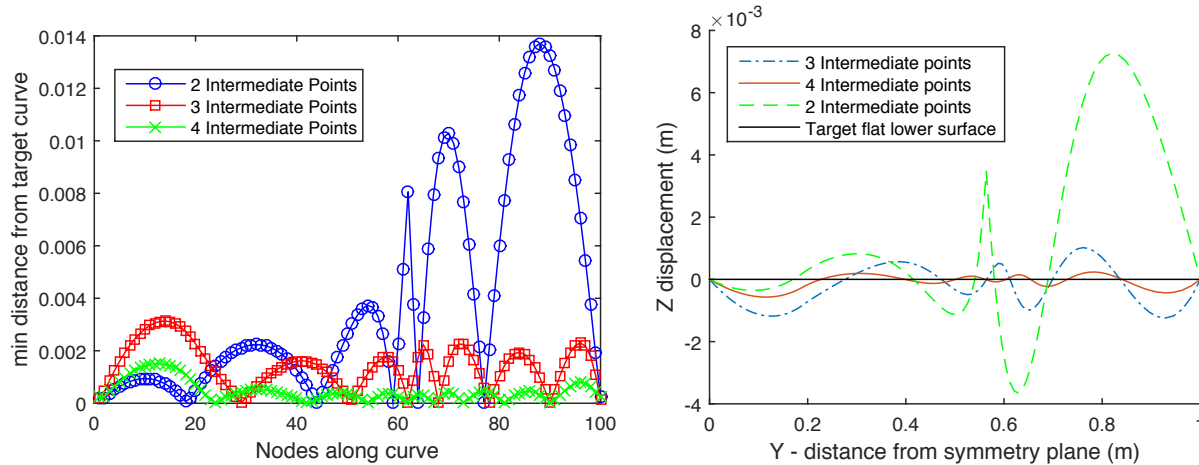 0.014
0.012
0.01
0.008
0.006
0.004
0.002
0
min distance from target curve
2 Intermediate Points
3 Intermediate Points
4 Intermediate Points
0 20 40 60 80 100
Nodes along curve
×10⁻³
8
6
4
2
0
-2
-4
Z displacement (m)
3 Intermediate points
4 Intermediate points
2 Intermediate points
Target flat lower surface
0 0.2 0.4 0.6 0.8 1
Y - distance from symmetry plane (m)